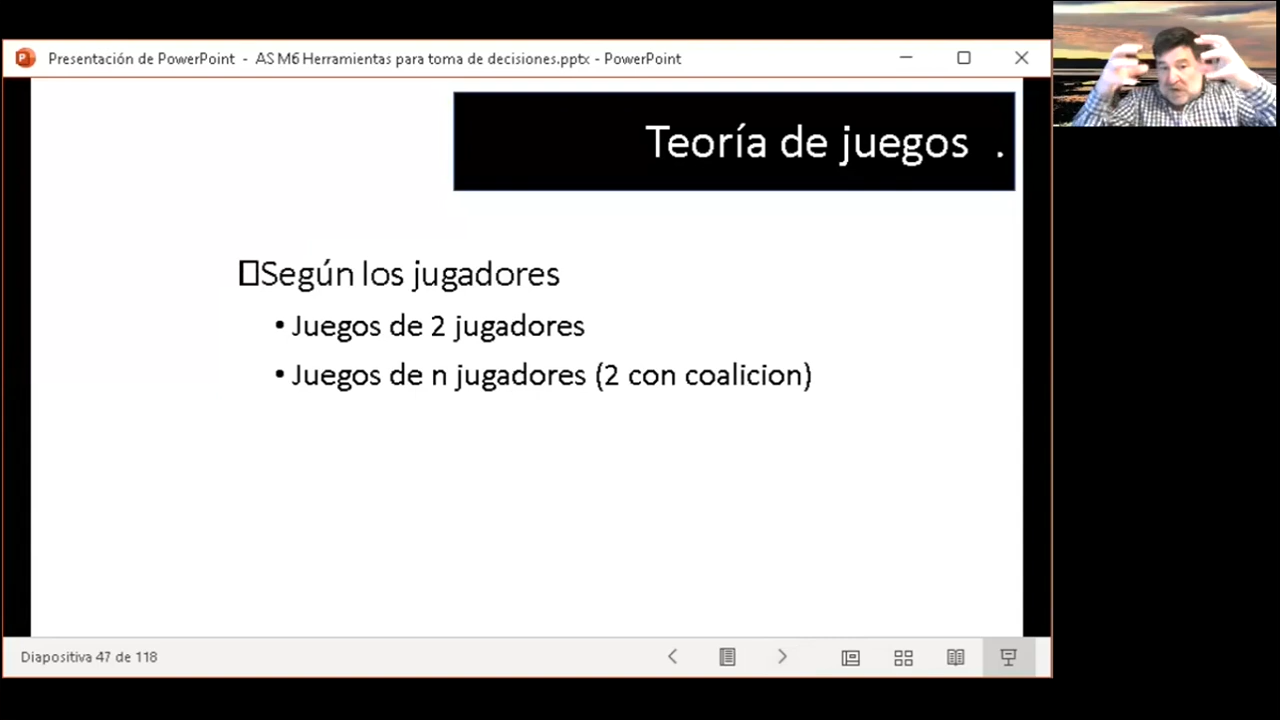 Presentación de PowerPoint - AS M6 Herramientas para toma de decisiones.pptx - PowerPoint
Teoría de juegos .
Según los jugadores
• Juegos de 2 jugadores
• Juegos de n jugadores (2 con coalicion)
Diapositiva 47 de 118